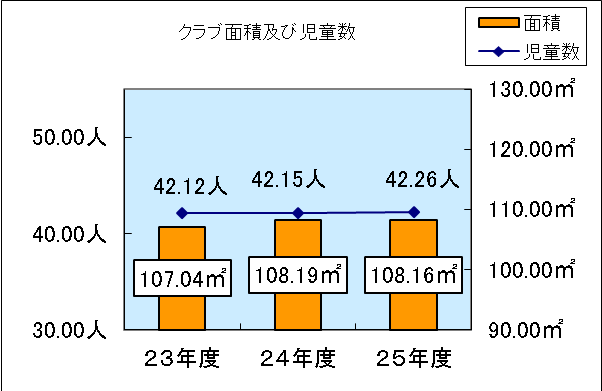 クラブ面積及び児童数
面積
児童数
50.00人
40.00人
30.00人
130.00㎡
120.00㎡
110.00㎡
100.00㎡
90.00㎡
42.12人
42.15人
42.26人
107.04㎡
108.19㎡
108.16㎡
23年度
24年度
25年度